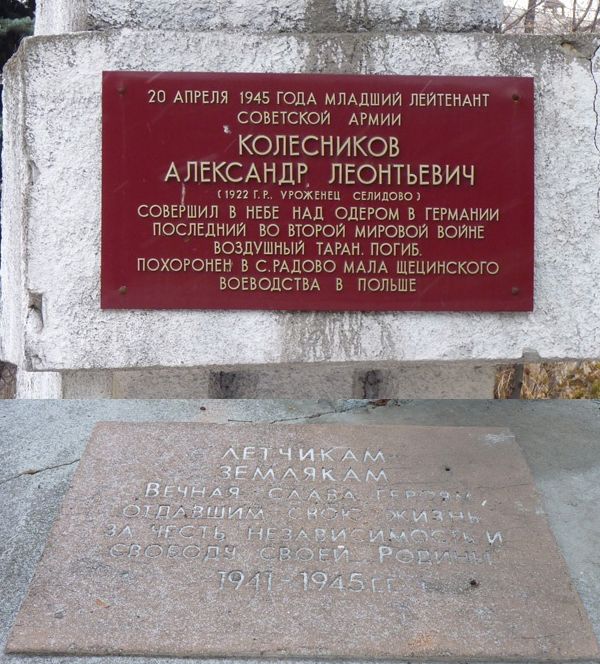 20 АПРЕЛЯ 1945 ГОДА МЛАДШИЙ ЛЕЙТЕНАНТ
СОВЕТСКОЙ АРМИИ
КОЛЕСНИКОВ
АЛЕКСАНДР ЛЕОНТЬЕВИЧ
(1922 Г.Р., УРОЖЕНЕЦ СЕЛИДОВО)
СОВЕРШИЛ В НЕБЕ НАД ОДЕРОМ В ГЕРМАНИИ
ПОСЛЕДНИЙ ВО ВТОРОЙ МИРОВОЙ ВОЙНЕ
ВОЗДУШНЫЙ ТАРАН. ПОГИБ.
ПОХОРОНЕН В С.РАДОВО МАЛА ЩЕЦИНСКОГО
ВОЕВОДСТВА В ПОЛЬШЕ
ЛЕТЧИКАМ
ЗЕМЛЯКАМ
ВЕЧНАЯ СЛАВА ГЕРОЯМ,
ОТДАВШИМ СВОЮ ЖИЗНЬ
ЗА ЧЕСТЬ НЕЗАВИСИМОСТЬ И
СВОБОДУ СВОЕЙ РОДИНЫ
1941-1945 Г.Г.